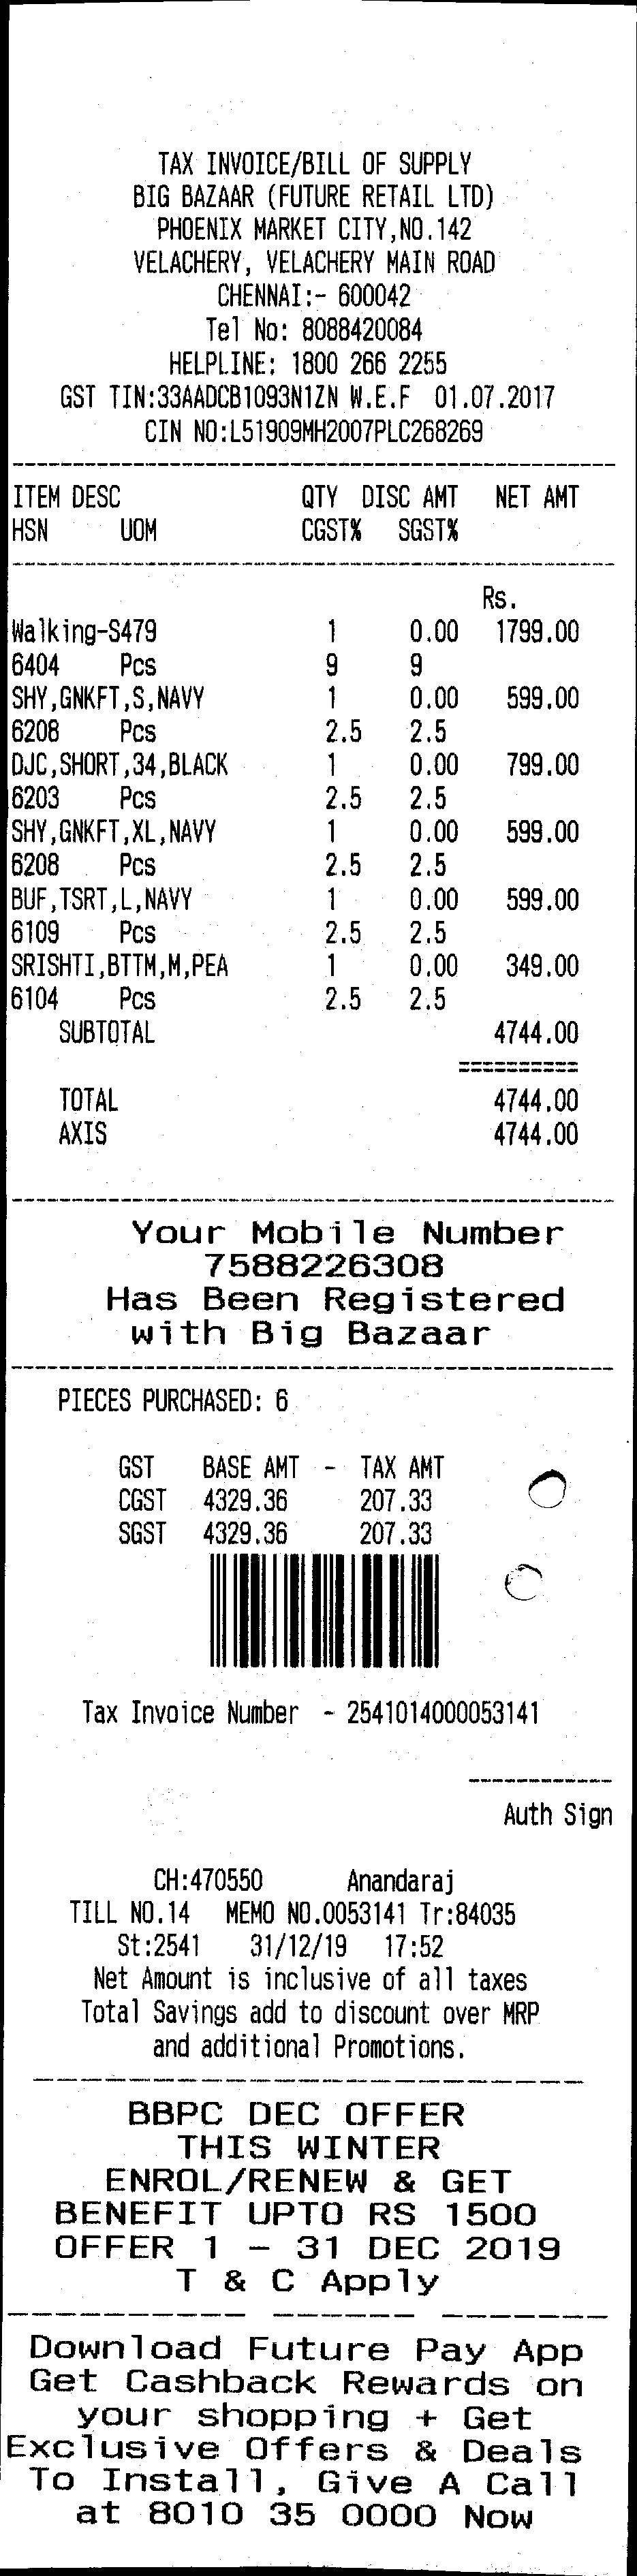 TAX INVOICE/BILL OF SUPPLY
BIG BAZAAR (FUTURE RETAIL LTD)
PHOENIX MARKET CITY,NO.142
VELACHERY, VELACHERY MAIN ROAD
CHENNAI:- 600042
Tel No: 8088420084
HELPLINE: 1800 266 2255
GST TIN:33AADCB1093N1ZN W.E.F 01.07.2017
CIN NO:L51909MH2007PLC268269
ITEM DESC QTY DISC AMT NET AMT
HSN UOM CGST% SGST%
Rs.
Walking-S479 1 0.00 1799.00
6404 Pcs 9 9
SHY,GNKFT,S,NAVY 1 0.00 599.00
6208 Pcs 2.5 2.5
DJC,SHORT,34,BLACK 1 0.00 799.00
6203 Pcs 2.5 2.5
SHY,GNKFT,XL,NAVY 1 0.00 599.00
6208 Pcs 2.5 2.5
BUF,TSRT,L,NAVY 1 0.00 599.00
6109 Pcs 2.5 2.5
SRISHTI,BTTM,M,PEA 1 0.00 349.00
6104 Pcs 2.5 2.5
SUBTOTAL 4744.00
==========
TOTAL 4744.00
AXIS 4744.00
Your Mobile Number
7588226308
Has Been Registered
with Big Bazaar
PIECES PURCHASED: 6
GST BASE AMT - TAX AMT
CGST 4329.36 207.33
SGST 4329.36 207.33
Tax Invoice Number - 2541014000053141
Auth Sign
CH:470550 Anandaraj
TILL NO.14 MEMO NO.0053141 Tr:84035
St:2541 31/12/19 17:52
Net Amount is inclusive of all taxes
Total Savings add to discount over MRP
and additional Promotions.
BBPC DEC OFFER
THIS WINTER
ENROL/RENEW & GET
BENEFIT UPTO RS 1500
OFFER 1 - 31 DEC 2019
T & C Apply
Download Future Pay App
Get Cashback Rewards on
your shopping + Get
Exclusive Offers & Deals
To Install, Give A Call
at 8010 35 0000 Now